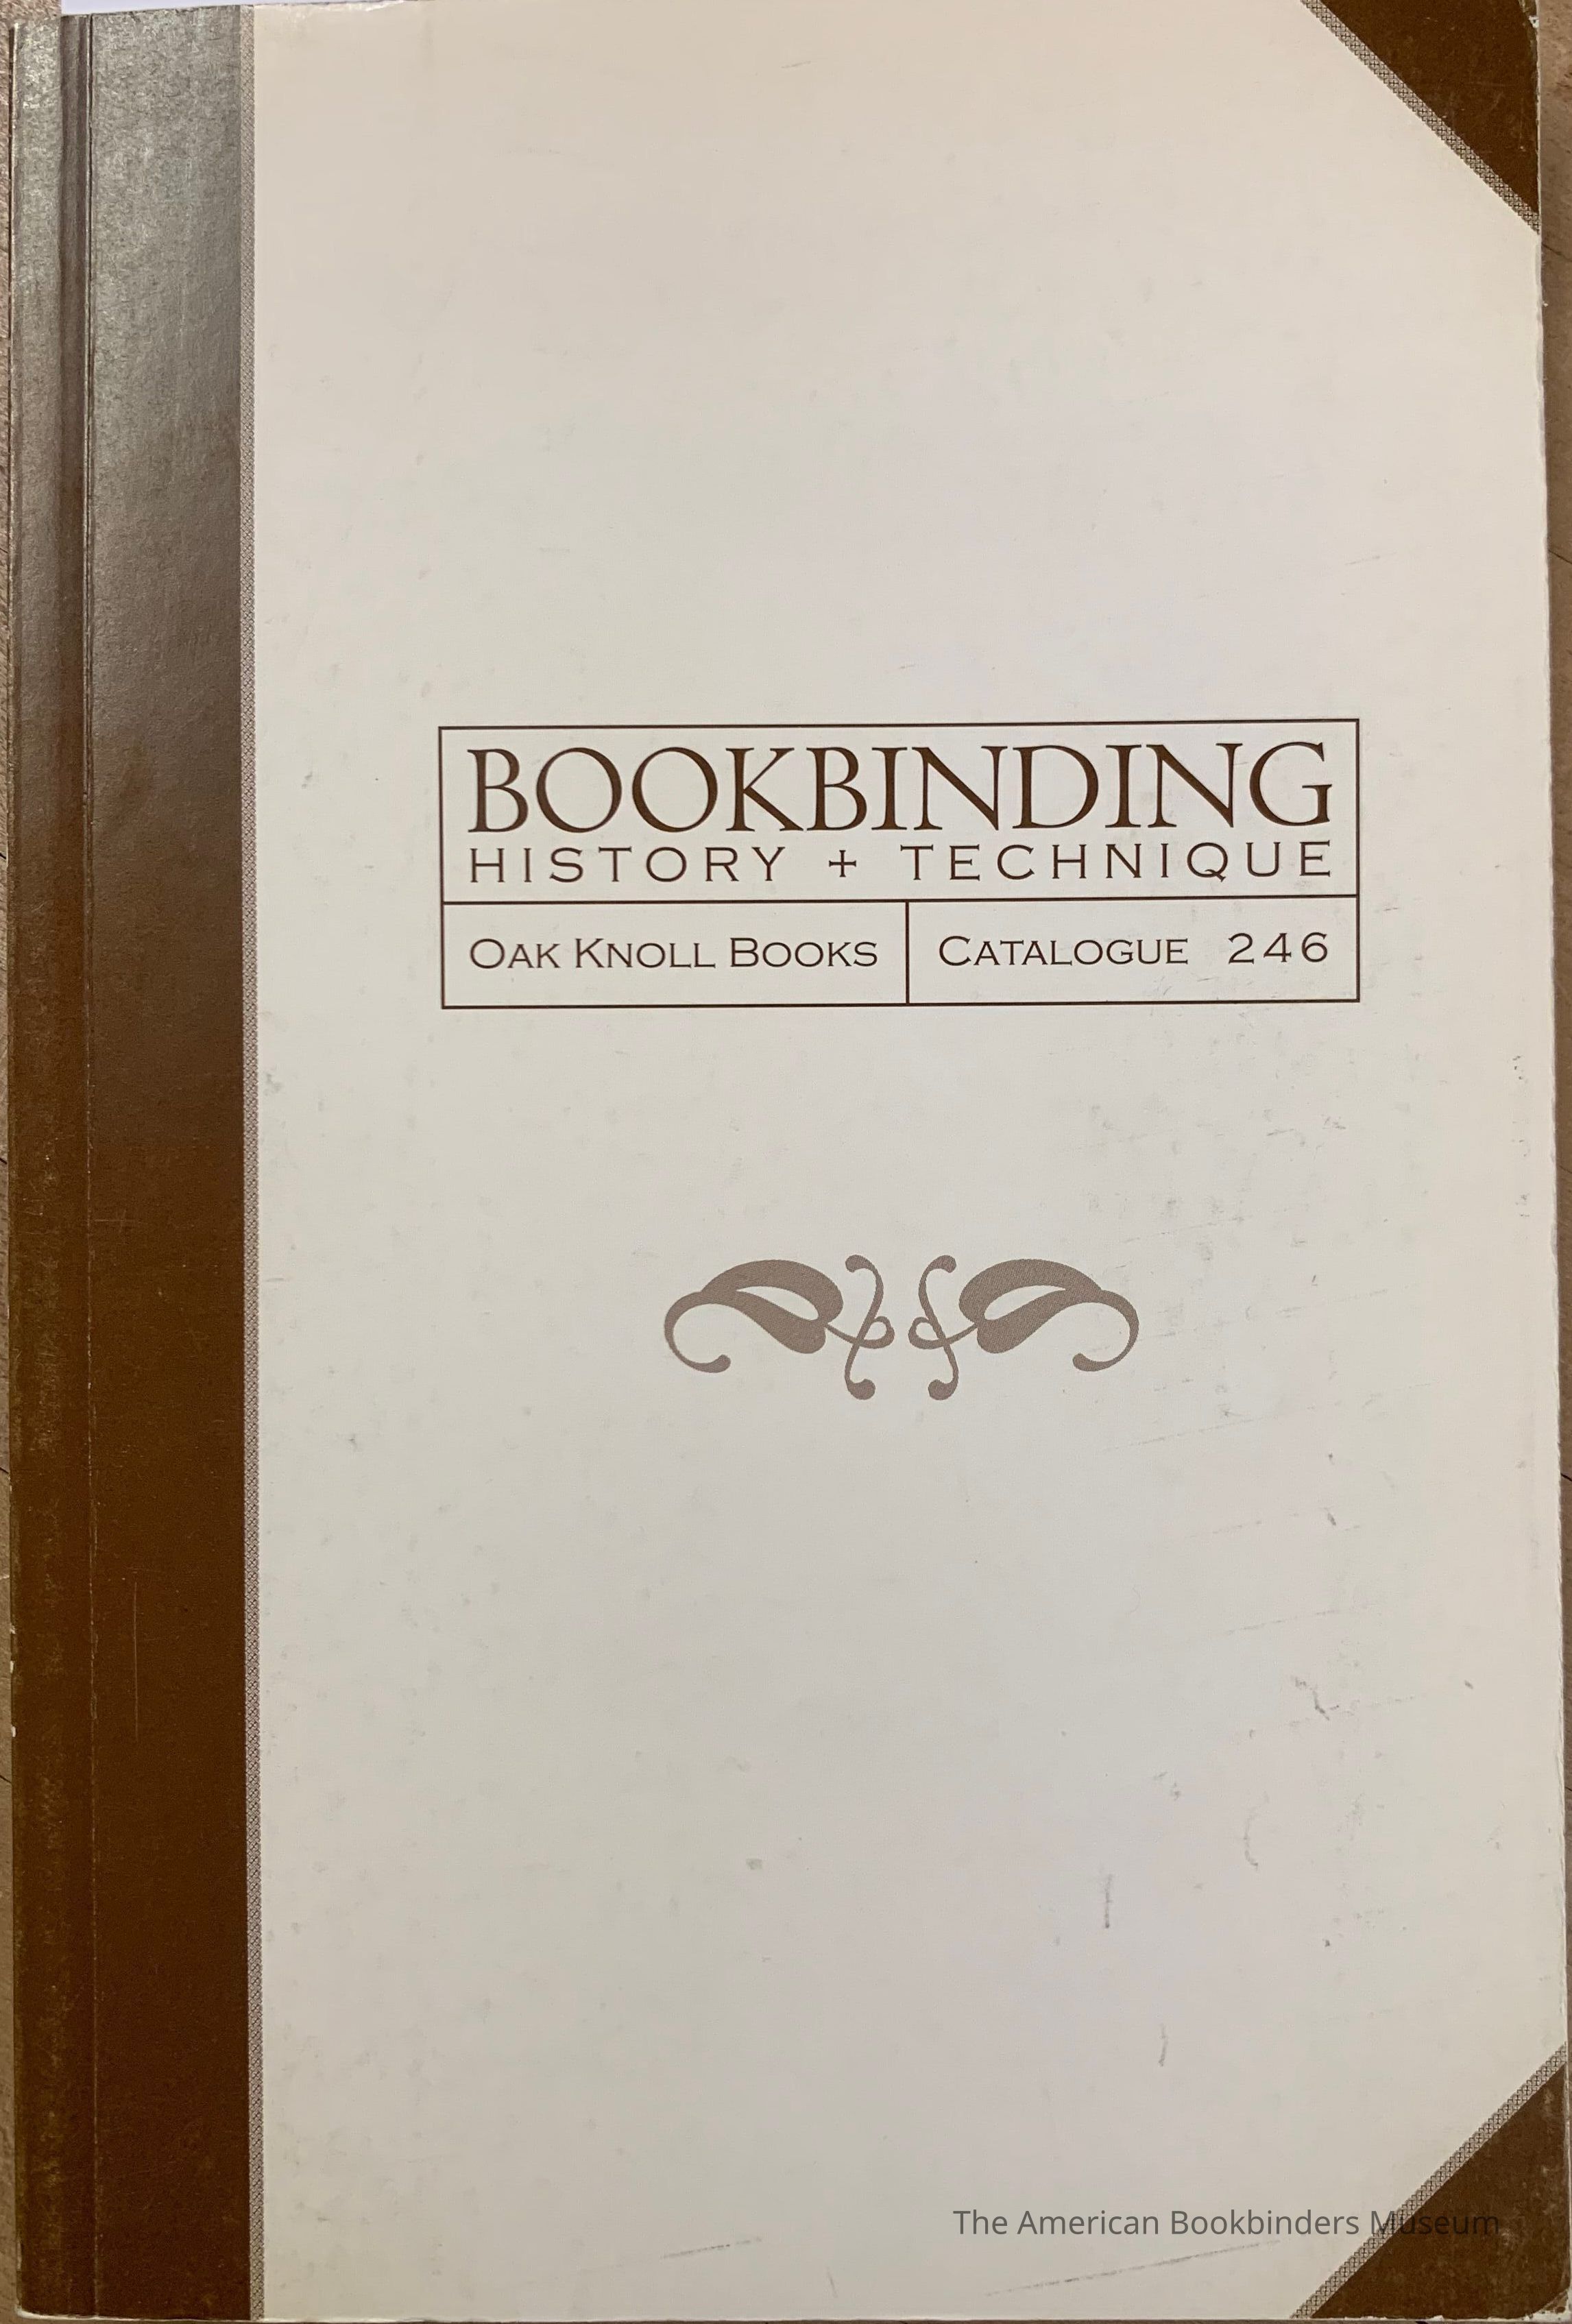 BOOKBINDING
HISTORY + TECHNIQUE
OAK KNOLL BOOKS
CATALOGUE 246
The American Bookbinders Museum